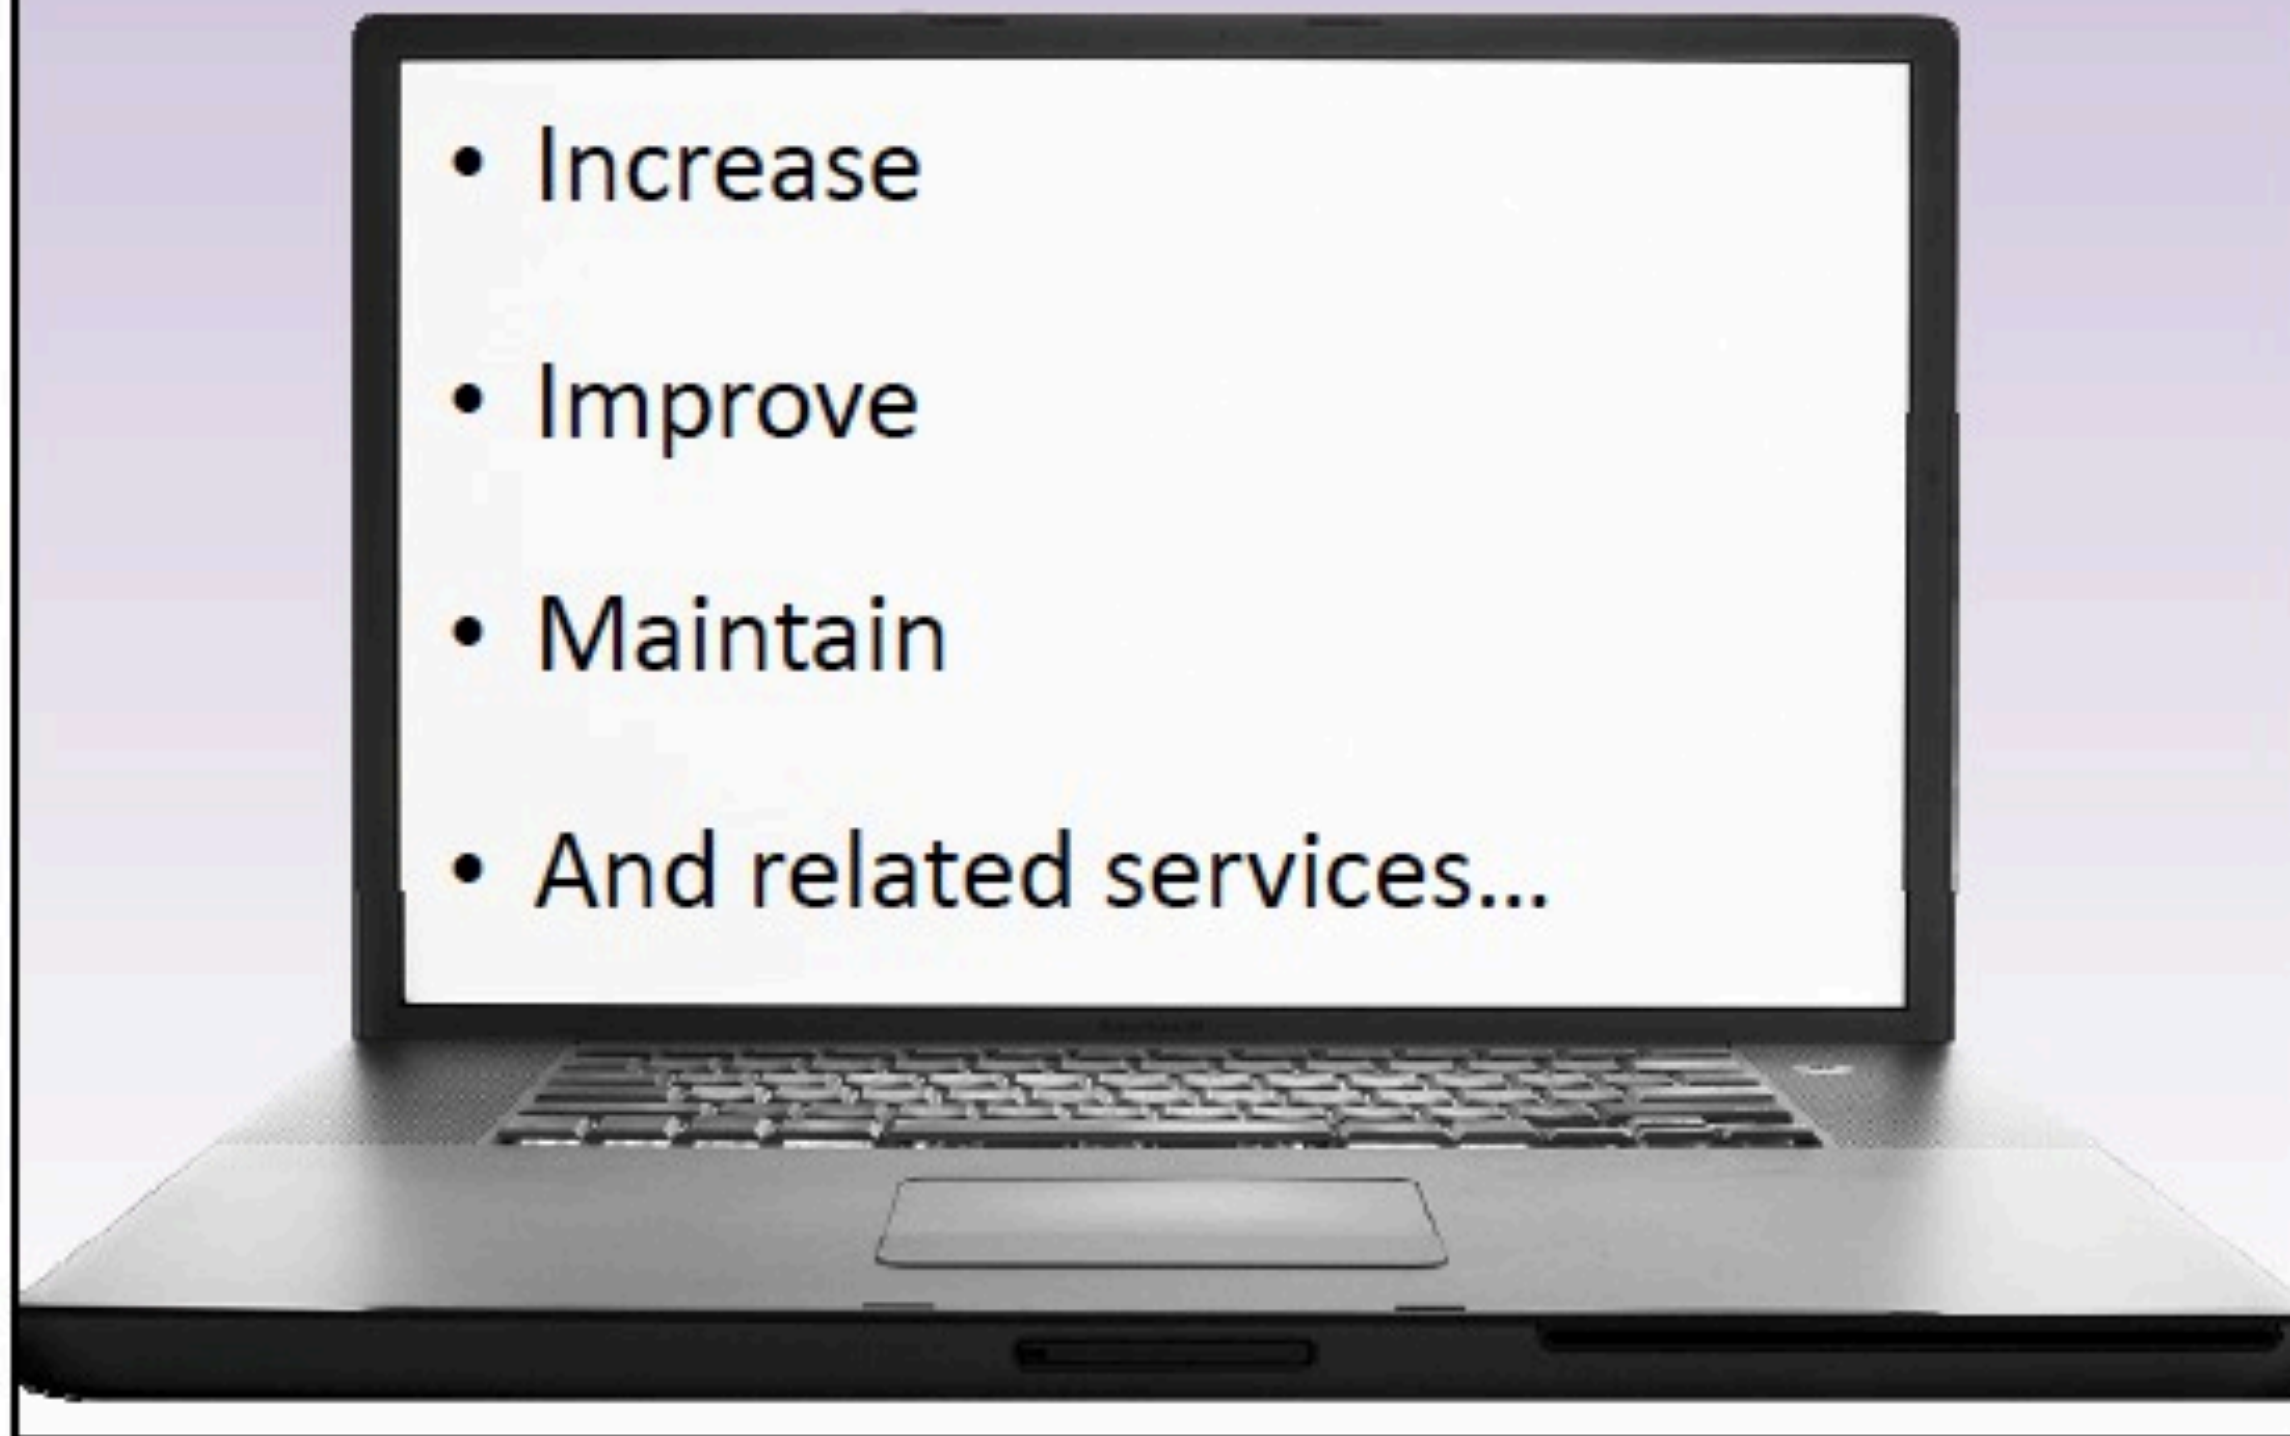 • Increase
• Improve
• Maintain
• And related services...